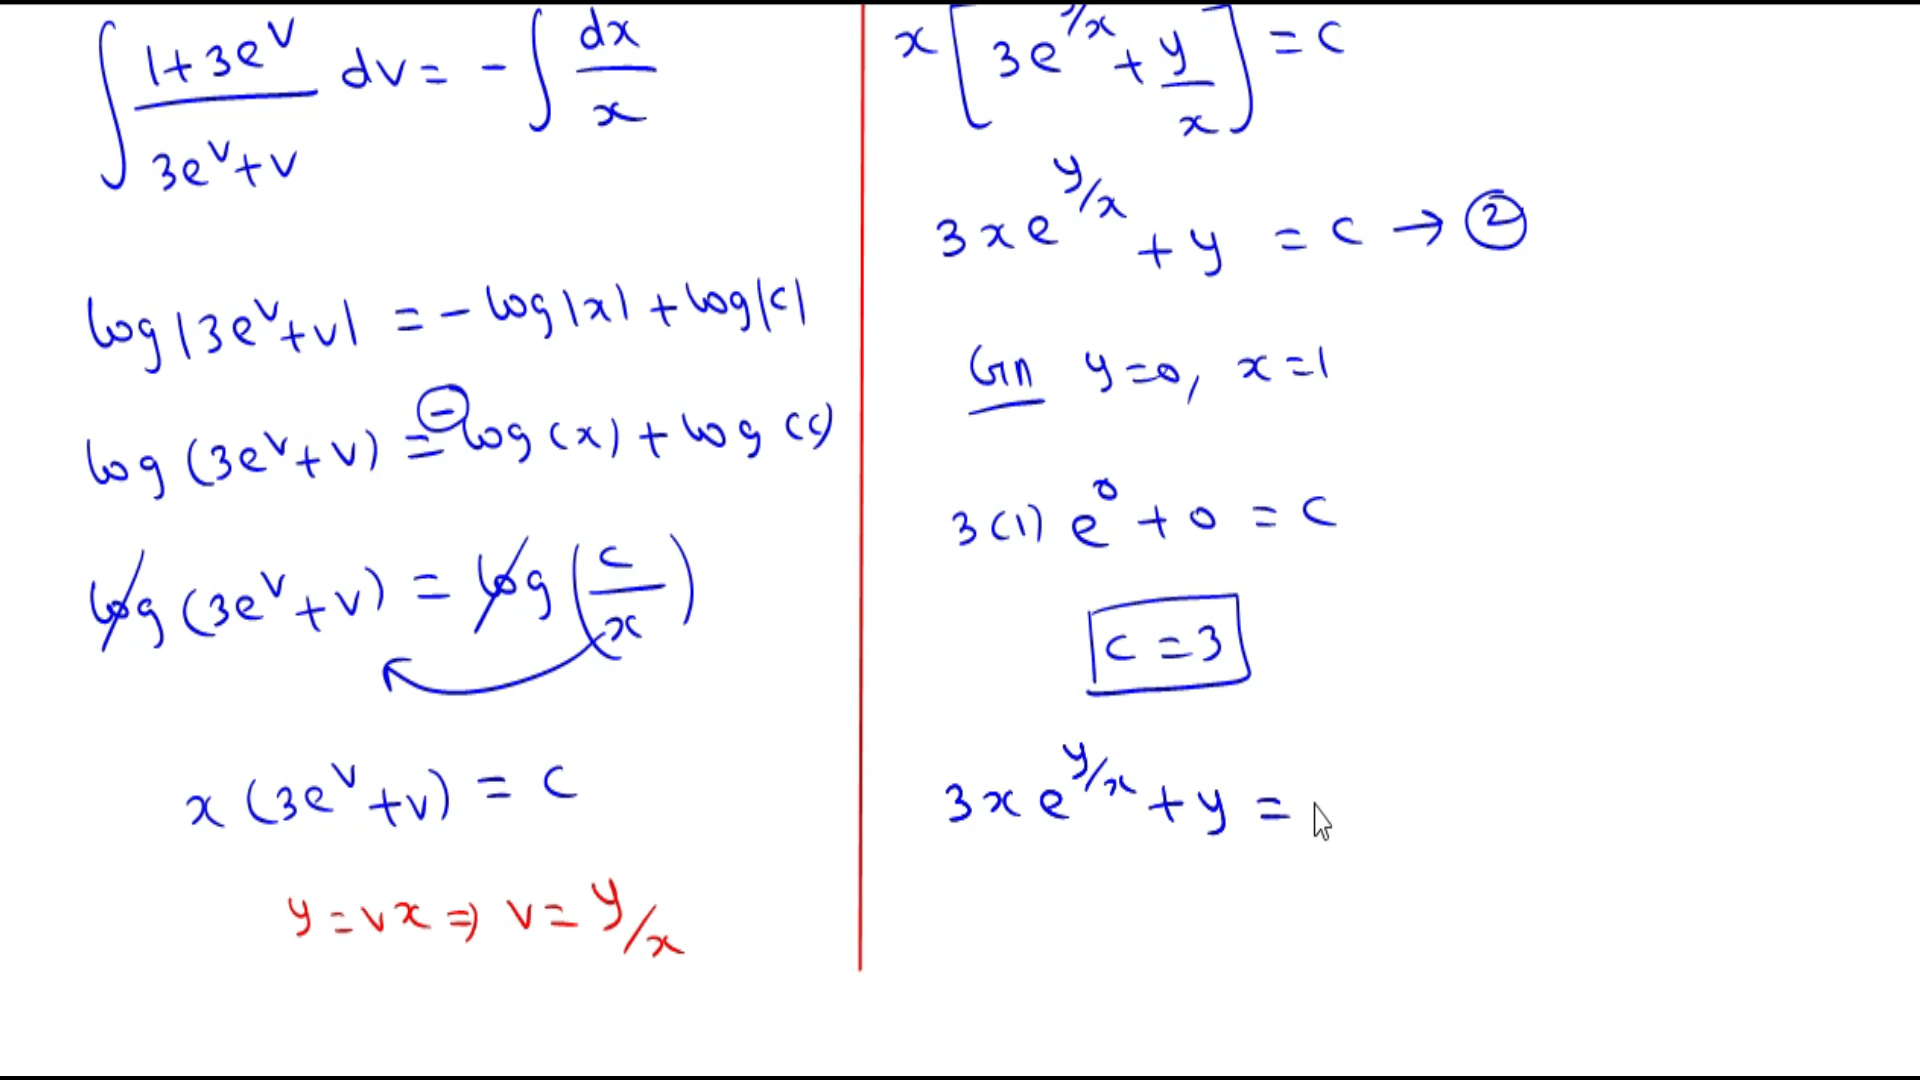 ∫ (1+3e^v)/(3e^v+v) dv = -∫ dx/x
log|3e^v+v| = -log|x| + log|c|
log(3e^v+v) = -log(x) + log(c)
log(3e^v+v) = log(c/x)
x(3e^v+v) = c
y=vx ⇒ v=y/x
x[3e^(y/x) + y/x] = c
3xe^(y/x) + y = c → ②
Gn y=0, x=1
3(1)e^0 + 0 = c
c=3
3xe^(y/x) + y =